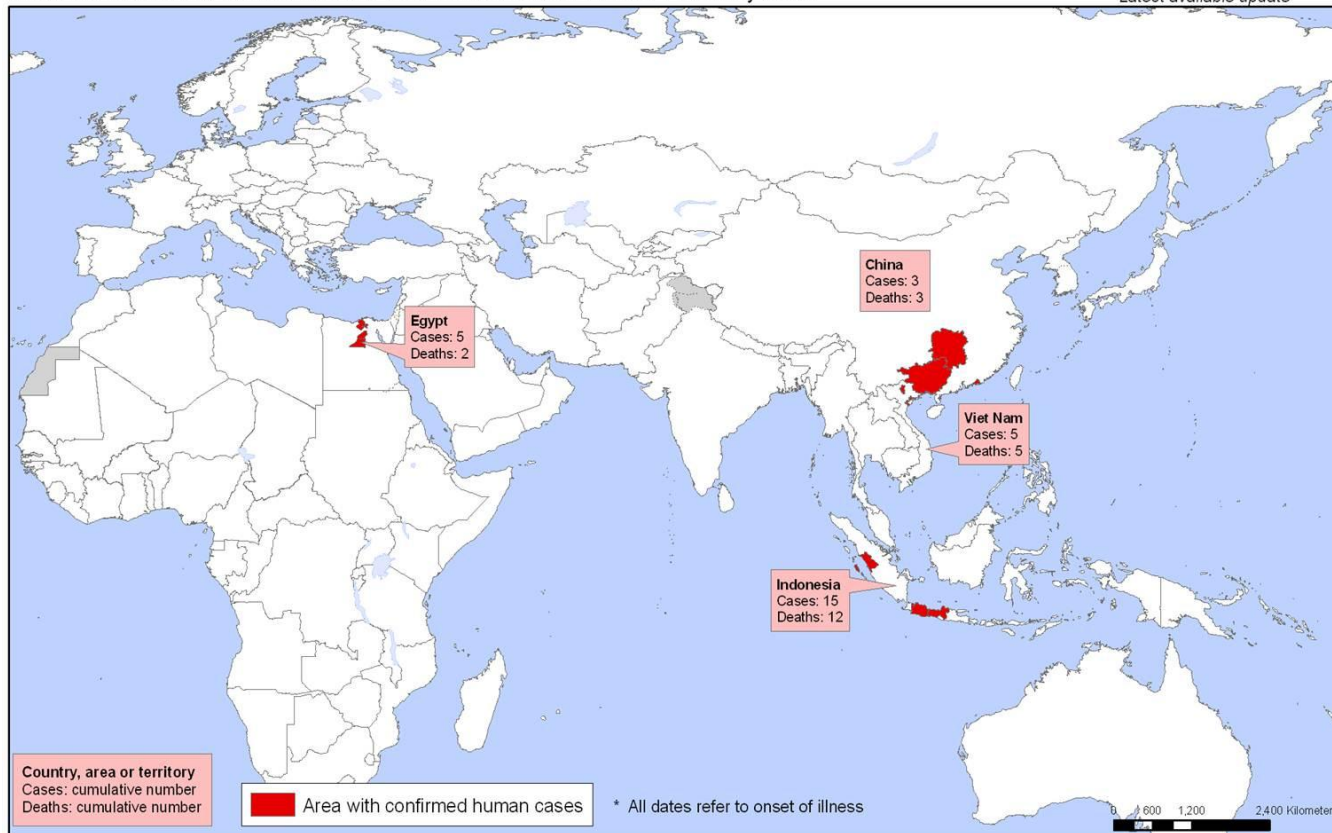 Latest available update
China
Cases: 3
Deaths: 3
Egypt
Cases: 5
Deaths: 2
Viet Nam
Cases: 5
Deaths: 5
Indonesia
Cases: 15
Deaths: 12
Country, area or territory
Cases: cumulative number
Deaths: cumulative number
Area with confirmed human cases
* All dates refer to onset of illness
0 600 1,200 2,400 Kilometer